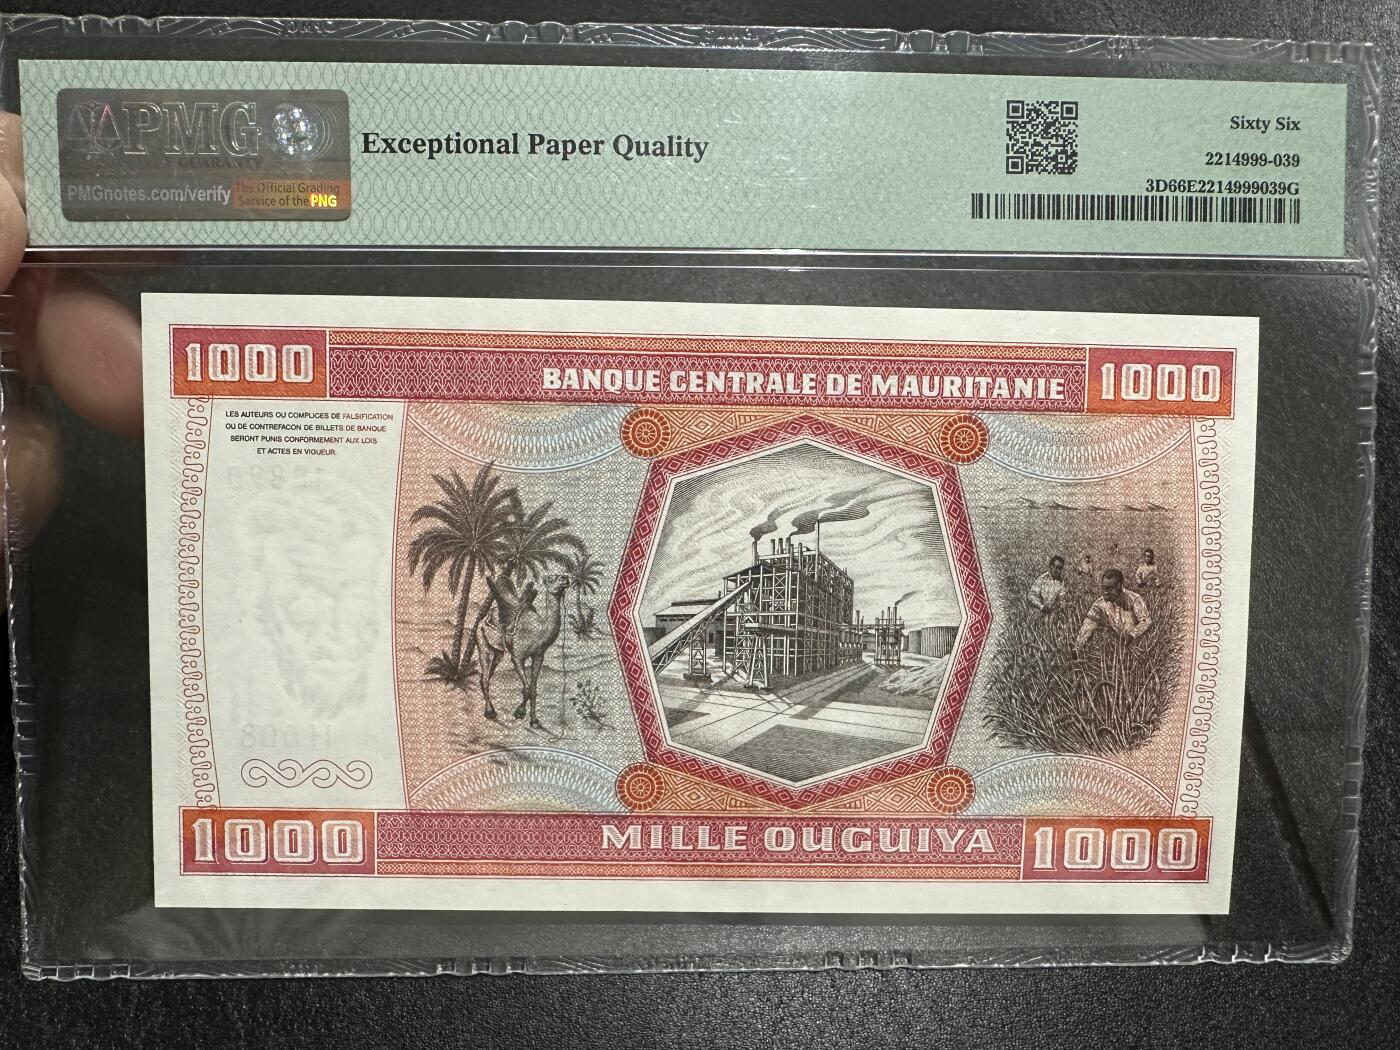 PMG
GUARANTY
PMGnotes.com/verify
The Official Grading
Service of the PNG
Exceptional Paper Quality
Sixty Six
2214999-039
3D66E2214999039G
1000
BANQUE CENTRALE DE MAURITANIE
1000
LES AUTEURS OU COMPLICES DE FALSIFICATION
OU DE CONTREFACON DE BILLETS DE BANQUE
SERONT PUNIS CONFORMEMENT AUX LOIS
ET ACTES EN VIGUEUR.
1000
MILLE OUGUIYA
1000